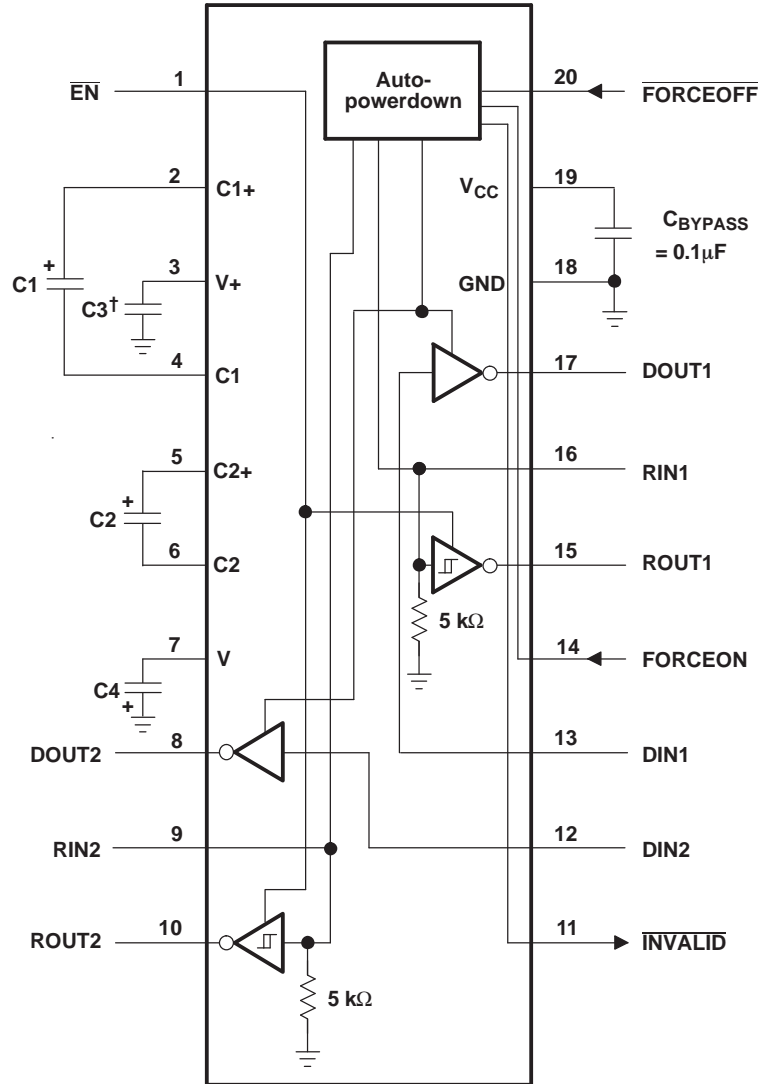 Auto-
powerdown
EN
1
20
FORCEOFF
2
C1+
VCC
19
CBYPASS
= 0.1µF
C1
+
3
V+
C3†
GND
18
4
C1
17
DOUT1
5
C2+
16
RIN1
C2
+
6
C2
15
ROUT1
5 kΩ
7
V
14
FORCEON
C4
+
DOUT2
8
13
DIN1
RIN2
9
12
DIN2
ROUT2
10
11
INVALID
5 kΩ